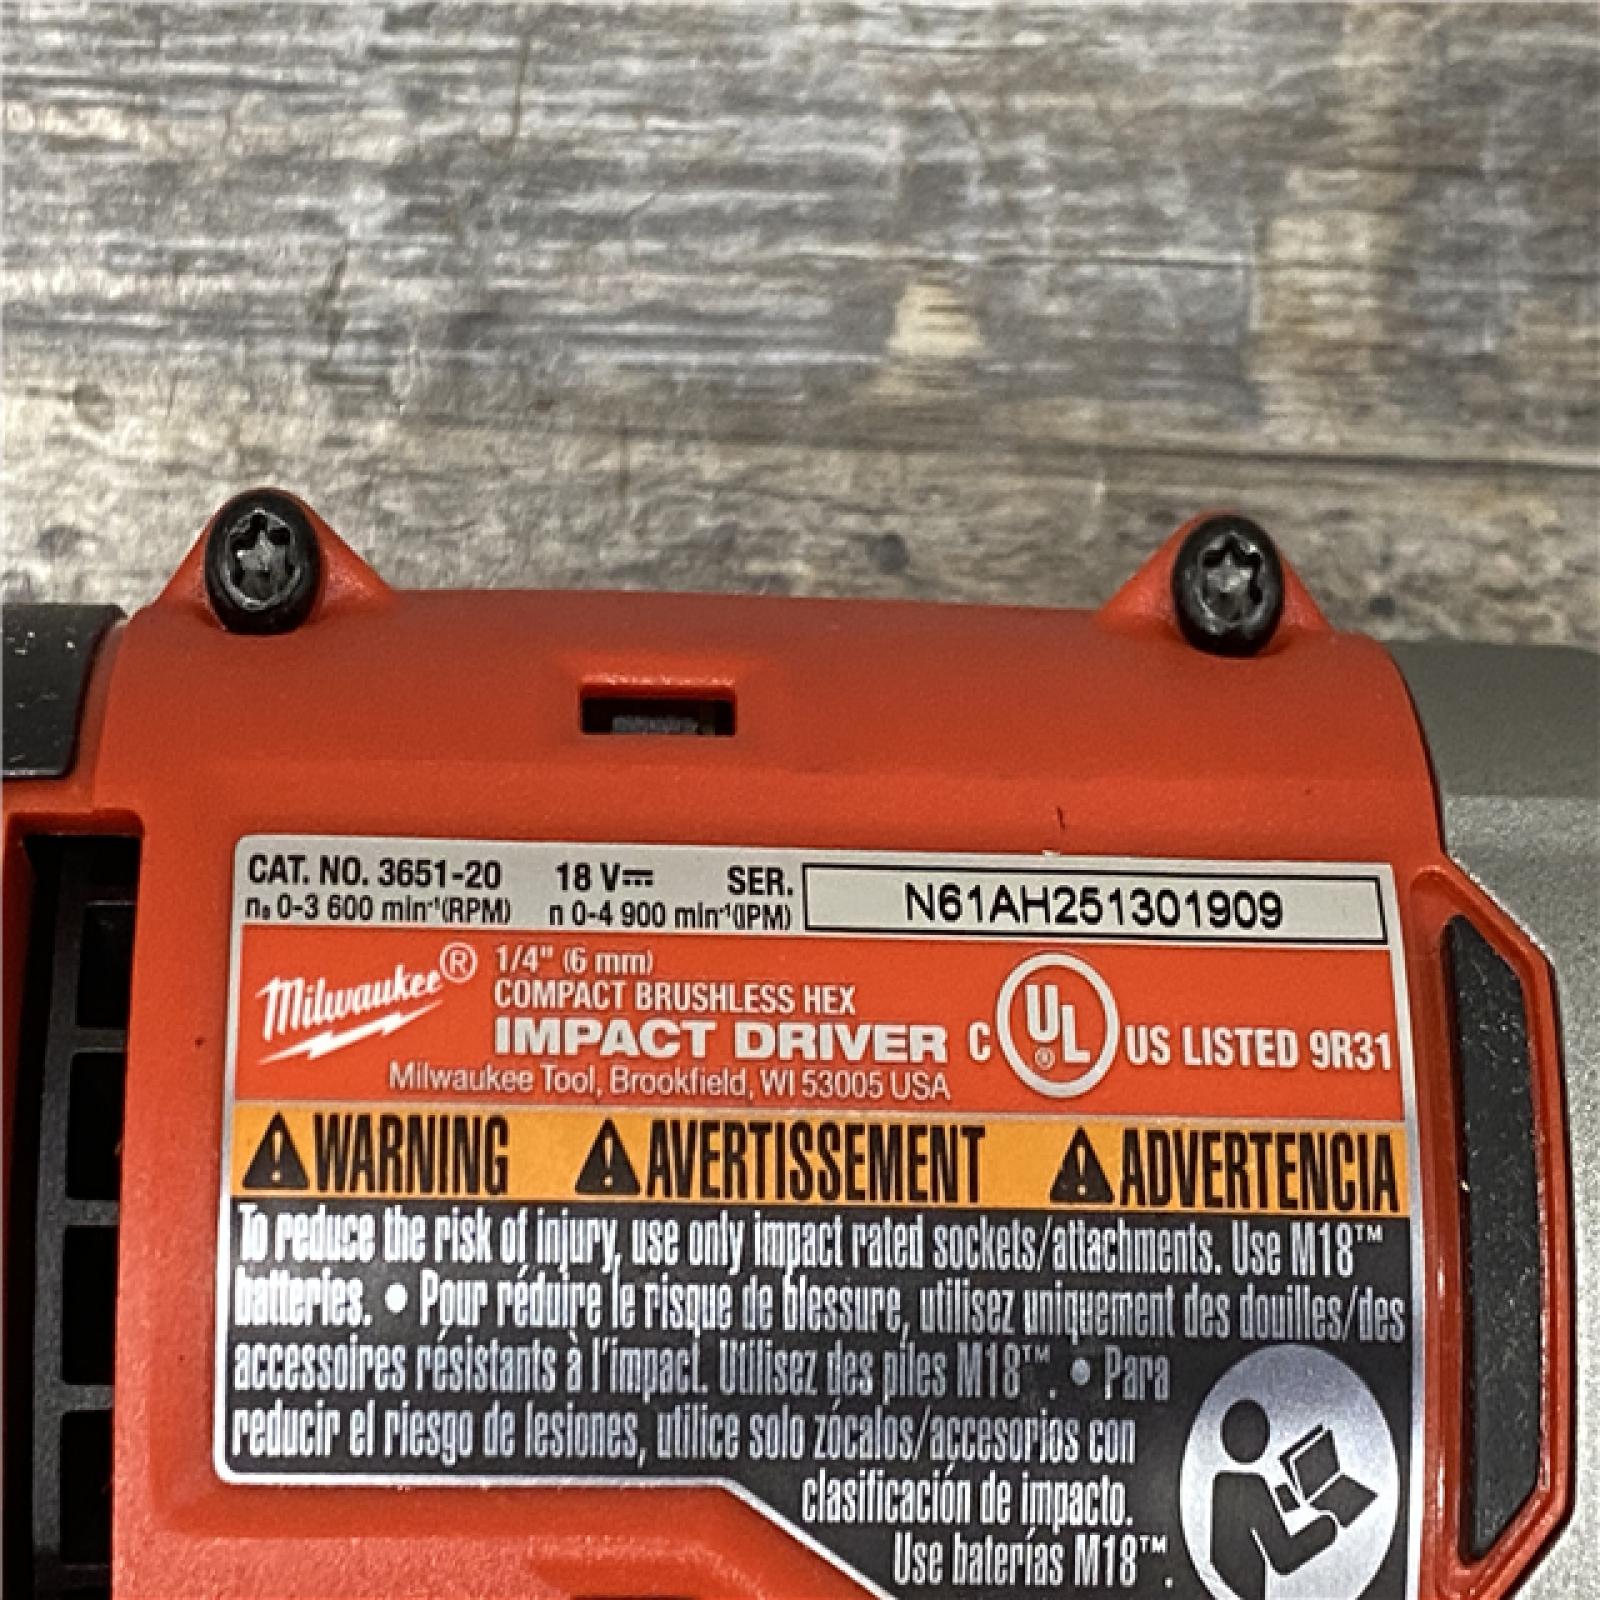 CAT. NO. 3651-20 18 V⎓ SER. N61AH251301909
n₀ 0-3 600 min⁻¹(RPM) n 0-4 900 min⁻¹(IPM)
Milwaukee® 1/4" (6 mm)
COMPACT BRUSHLESS HEX
IMPACT DRIVER C UL® US LISTED 9R31
Milwaukee Tool, Brookfield, WI 53005 USA
⚠WARNING ⚠AVERTISSEMENT ⚠ADVERTENCIA
To reduce the risk of injury, use only impact rated sockets/attachments. Use M18™
batteries. • Pour réduire le risque de blessure, utilisez uniquement des douilles/des
accessoires résistants à l'impact. Utilisez des piles M18™. • Para
reducir el riesgo de lesiones, utilice solo zócalos/accesorios con
clasificación de impacto.
Use baterías M18™.